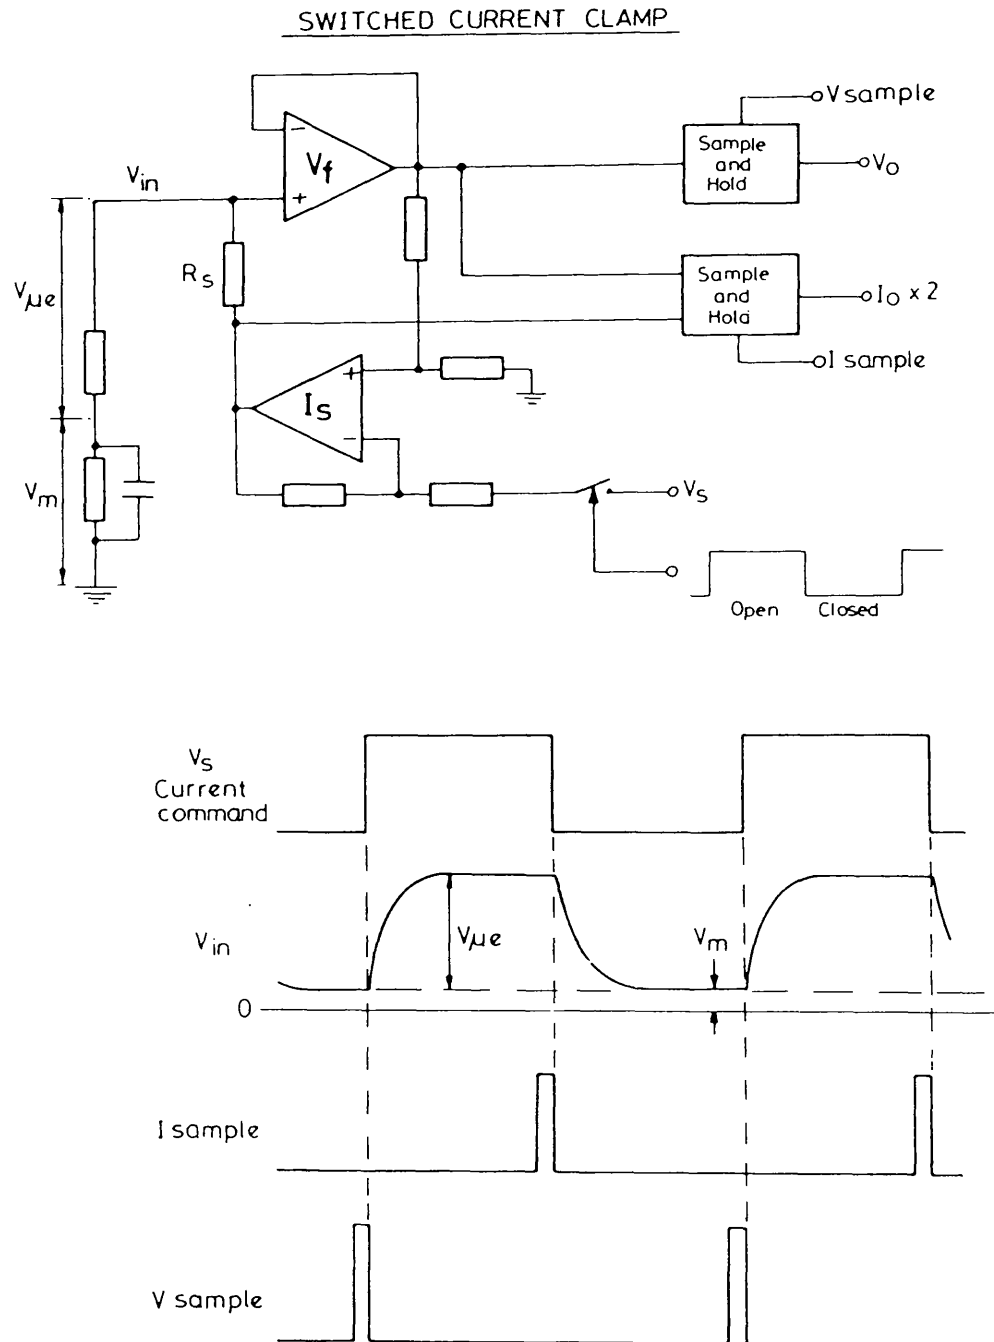 SWITCHED CURRENT CLAMP
V sample
Sample
and
Hold
Vo
Vf
−
+
Vin
Rs
Vμe
Sample
and
Hold
Io × 2
I sample
+
Is
−
Vm
Vs
Open
Closed
Vs
Current
command
Vin
Vμe
Vm
0
I sample
V sample